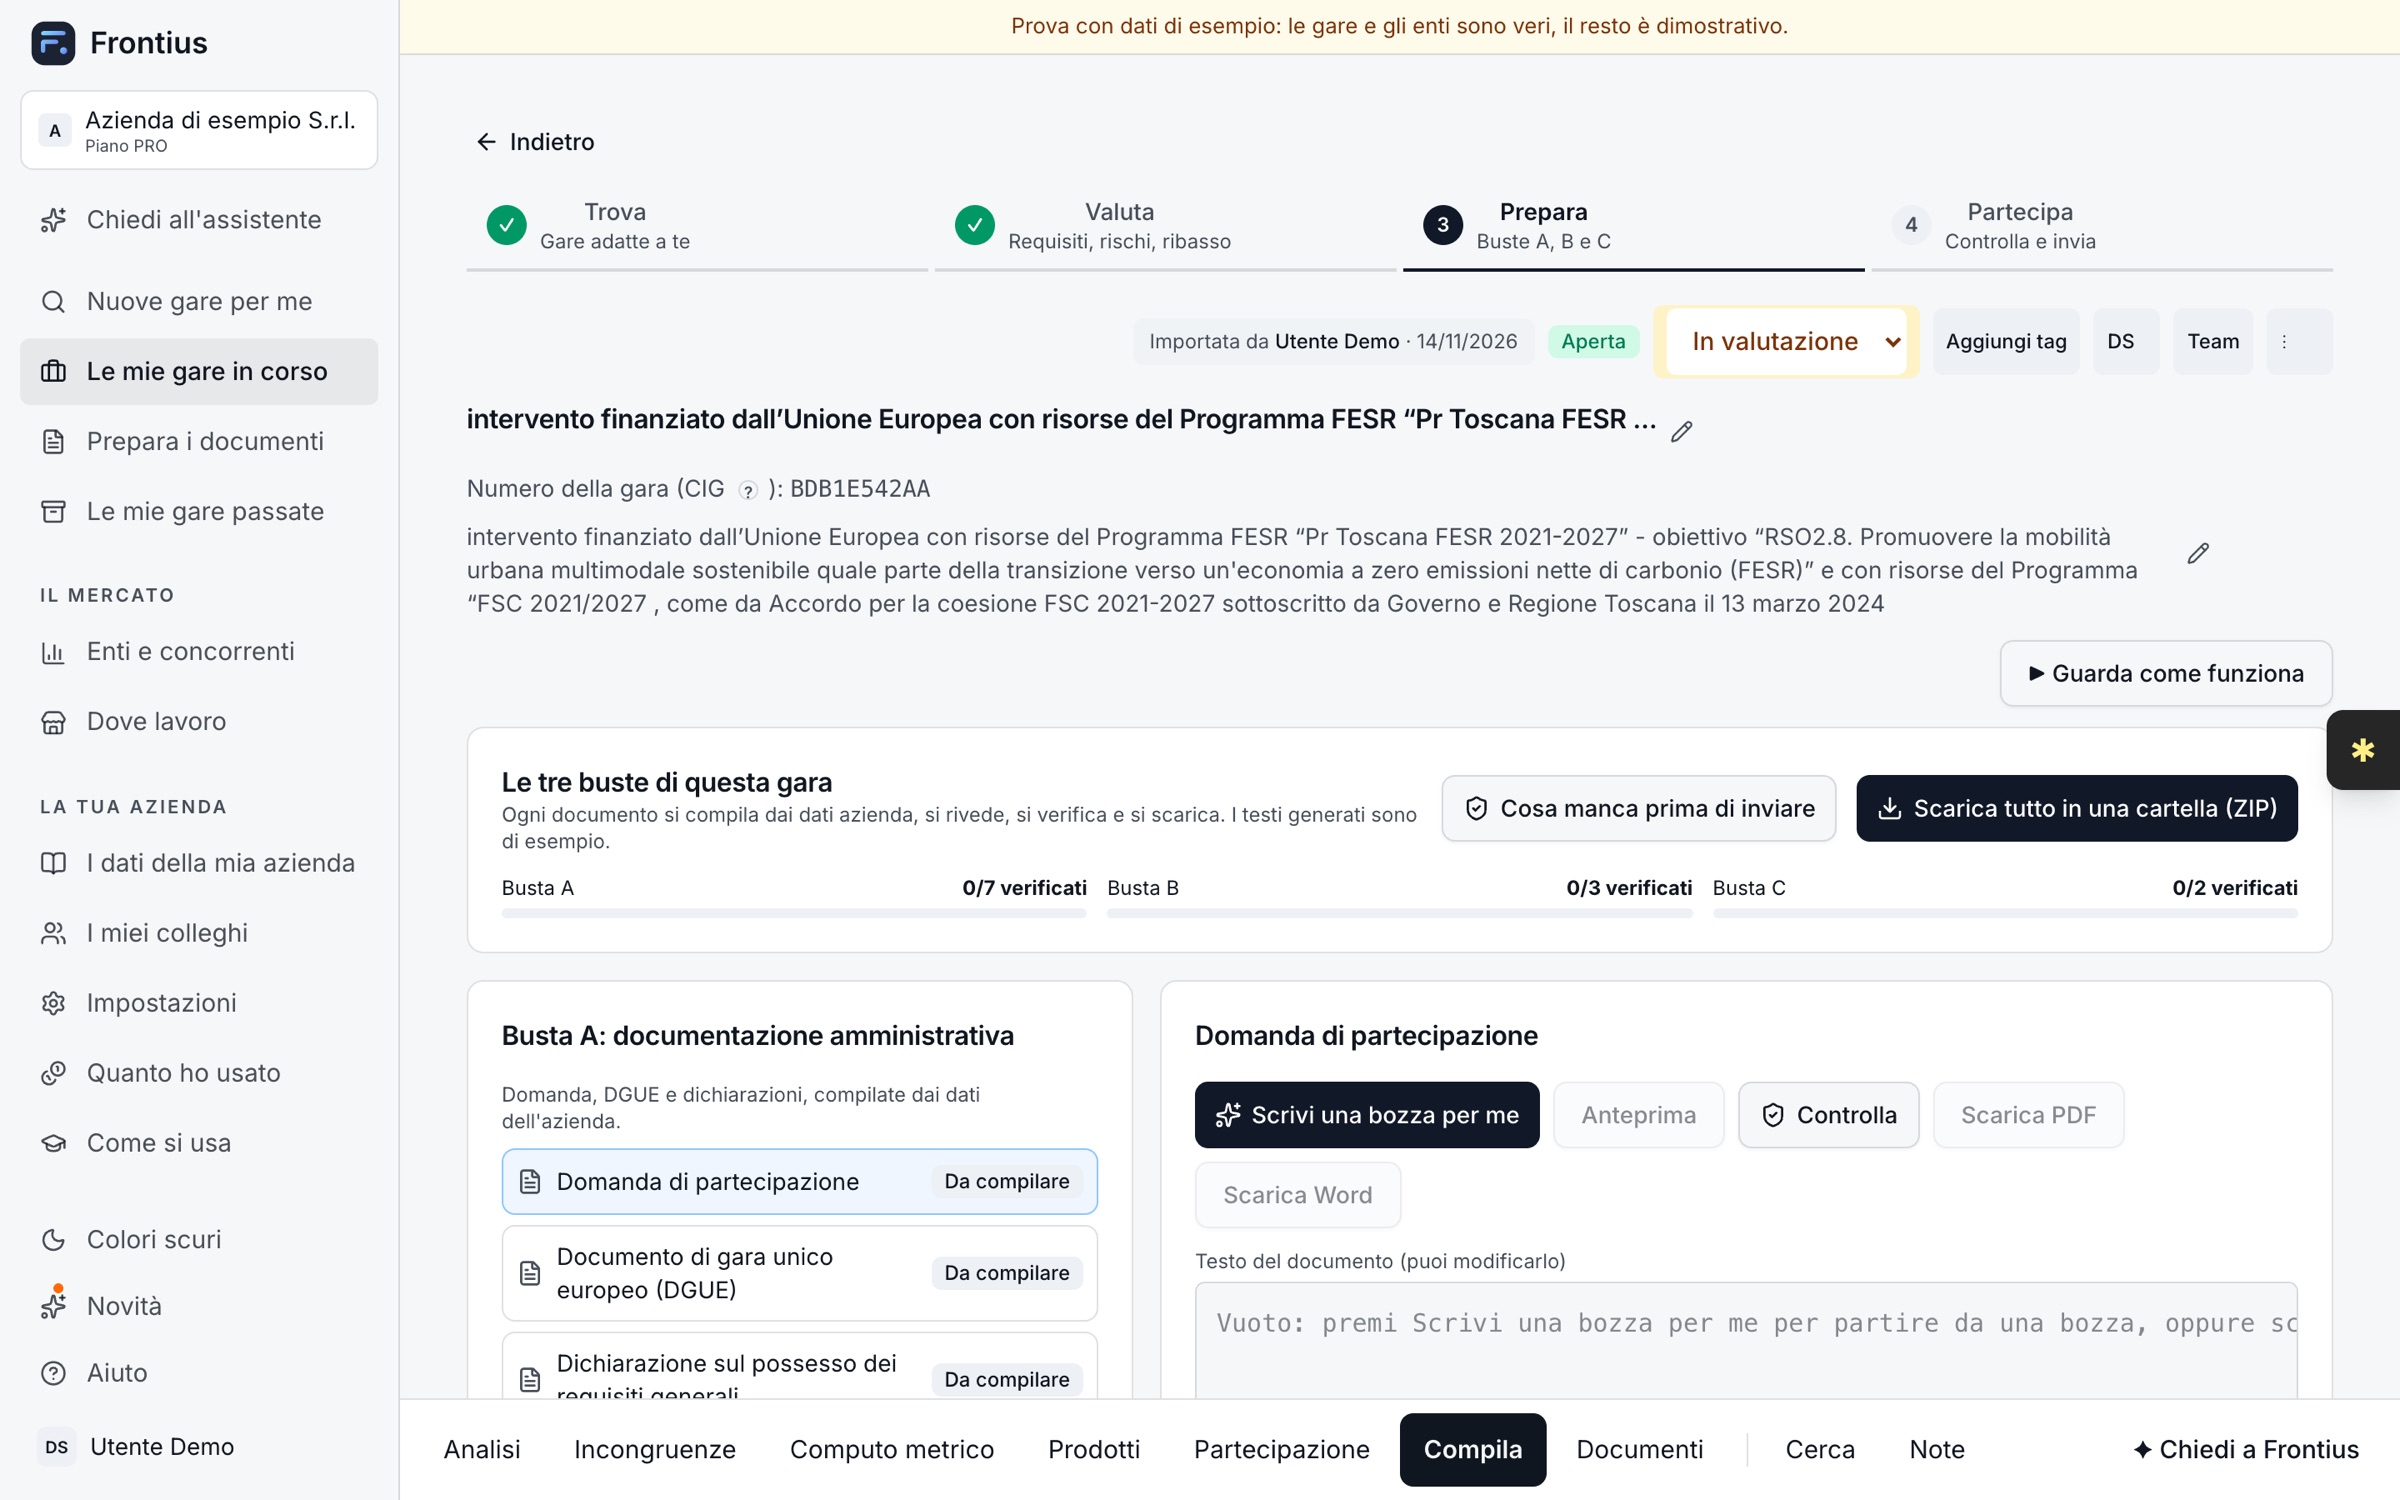 Frontius
A
Azienda di esempio S.r.l.
Piano PRO
Chiedi all'assistente
Nuove gare per me
Le mie gare in corso
Prepara i documenti
Le mie gare passate
IL MERCATO
Enti e concorrenti
Dove lavoro
LA TUA AZIENDA
I dati della mia azienda
I miei colleghi
Impostazioni
Quanto ho usato
Come si usa
Colori scuri
Novità
Aiuto
DS Utente Demo
Prova con dati di esempio: le gare e gli enti sono veri, il resto è dimostrativo.
← Indietro
Trova
Gare adatte a te
Valuta
Requisiti, rischi, ribasso
3
Prepara
Buste A, B e C
4
Partecipa
Controlla e invia
Importata da Utente Demo · 14/11/2026
Aperta
In valutazione
Aggiungi tag
DS
Team
⋮
intervento finanziato dall’Unione Europea con risorse del Programma FESR “Pr Toscana FESR ...
Numero della gara (CIG ? ): BDB1E542AA
intervento finanziato dall’Unione Europea con risorse del Programma FESR “Pr Toscana FESR 2021-2027” - obiettivo “RSO2.8. Promuovere la mobilità
urbana multimodale sostenibile quale parte della transizione verso un'economia a zero emissioni nette di carbonio (FESR)” e con risorse del Programma
“FSC 2021/2027 , come da Accordo per la coesione FSC 2021-2027 sottoscritto da Governo e Regione Toscana il 13 marzo 2024
▶ Guarda come funziona
Le tre buste di questa gara
Ogni documento si compila dai dati azienda, si rivede, si verifica e si scarica. I testi generati sono
di esempio.
Cosa manca prima di inviare
Scarica tutto in una cartella (ZIP)
Busta A 0/7 verificati
Busta B 0/3 verificati
Busta C 0/2 verificati
Busta A: documentazione amministrativa
Domanda, DGUE e dichiarazioni, compilate dai dati
dell'azienda.
Domanda di partecipazione Da compilare
Documento di gara unico
europeo (DGUE)
Da compilare
Dichiarazione sul possesso dei
requisiti generali
Da compilare
Domanda di partecipazione
Scrivi una bozza per me
Anteprima
Controlla
Scarica PDF
Scarica Word
Testo del documento (puoi modificarlo)
Vuoto: premi Scrivi una bozza per me per partire da una bozza, oppure sc
Analisi
Incongruenze
Computo metrico
Prodotti
Partecipazione
Compila
Documenti
Cerca
Note
✦ Chiedi a Frontius